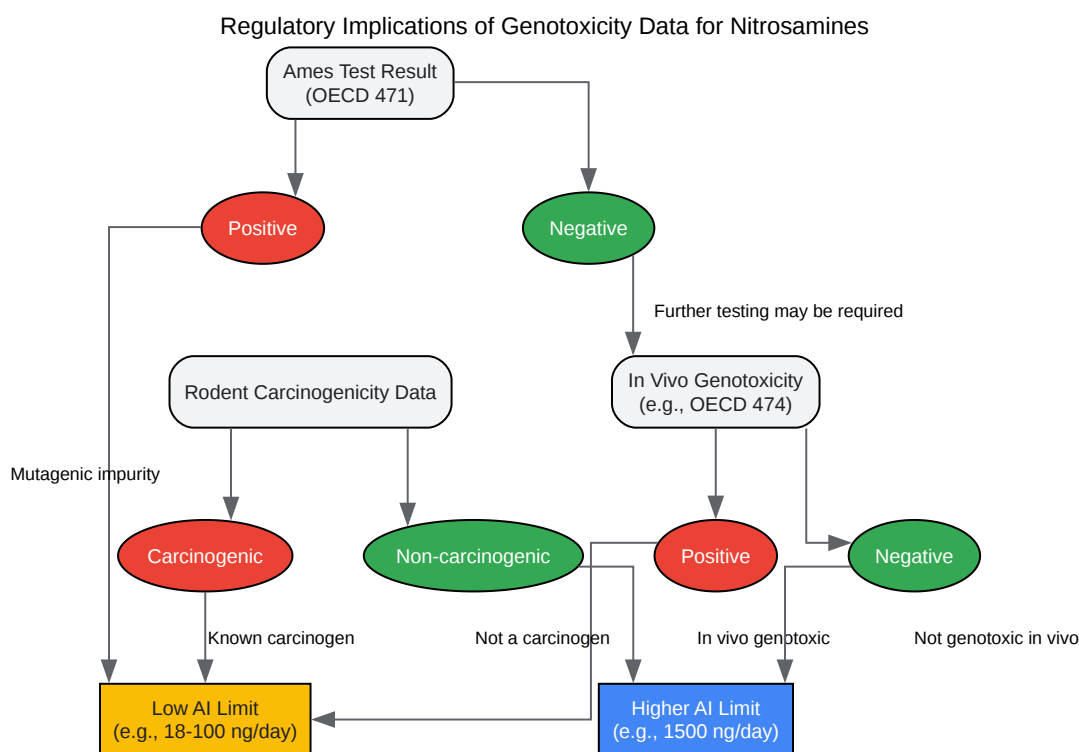 Regulatory Implications of Genotoxicity Data for Nitrosamines
Ames Test Result
(OECD 471)
Positive
Negative
Further testing may be required
Rodent Carcinogenicity Data
In Vivo Genotoxicity
(e.g., OECD 474)
Mutagenic impurity
Carcinogenic
Non-carcinogenic
Positive
Negative
Known carcinogen
Not a carcinogen
In vivo genotoxic
Not genotoxic in vivo
Low AI Limit
(e.g., 18-100 ng/day)
Higher AI Limit
(e.g., 1500 ng/day)